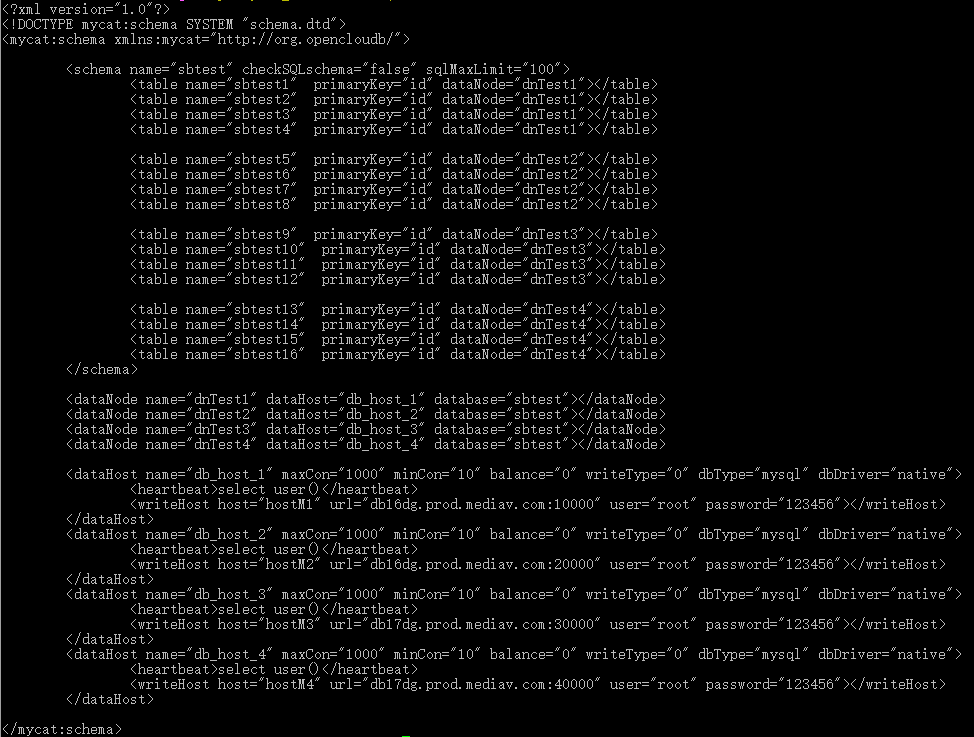 <?xml version="1.0"?>
<!DOCTYPE mycat:schema SYSTEM "schema.dtd">
<mycat:schema xmlns:mycat="http://org.opencloudb/">
<schema name="sbtest" checkSQLschema="false" sqlMaxLimit="100">
<table name="sbtest1"  primaryKey="id" dataNode="dnTest1"></table>
<table name="sbtest2"  primaryKey="id" dataNode="dnTest1"></table>
<table name="sbtest3"  primaryKey="id" dataNode="dnTest1"></table>
<table name="sbtest4"  primaryKey="id" dataNode="dnTest1"></table>
<table name="sbtest5"  primaryKey="id" dataNode="dnTest2"></table>
<table name="sbtest6"  primaryKey="id" dataNode="dnTest2"></table>
<table name="sbtest7"  primaryKey="id" dataNode="dnTest2"></table>
<table name="sbtest8"  primaryKey="id" dataNode="dnTest2"></table>
<table name="sbtest9"  primaryKey="id" dataNode="dnTest3"></table>
<table name="sbtest10"  primaryKey="id" dataNode="dnTest3"></table>
<table name="sbtest11"  primaryKey="id" dataNode="dnTest3"></table>
<table name="sbtest12"  primaryKey="id" dataNode="dnTest3"></table>
<table name="sbtest13"  primaryKey="id" dataNode="dnTest4"></table>
<table name="sbtest14"  primaryKey="id" dataNode="dnTest4"></table>
<table name="sbtest15"  primaryKey="id" dataNode="dnTest4"></table>
<table name="sbtest16"  primaryKey="id" dataNode="dnTest4"></table>
</schema>
<dataNode name="dnTest1" dataHost="db_host_1" database="sbtest"></dataNode>
<dataNode name="dnTest2" dataHost="db_host_2" database="sbtest"></dataNode>
<dataNode name="dnTest3" dataHost="db_host_3" database="sbtest"></dataNode>
<dataNode name="dnTest4" dataHost="db_host_4" database="sbtest"></dataNode>
<dataHost name="db_host_1" maxCon="1000" minCon="10" balance="0" writeType="0" dbType="mysql" dbDriver="native">
<heartbeat>select user()</heartbeat>
<writeHost host="hostM1" url="db16dg.prod.mediav.com:10000" user="root" password="123456"></writeHost>
</dataHost>
<dataHost name="db_host_2" maxCon="1000" minCon="10" balance="0" writeType="0" dbType="mysql" dbDriver="native">
<heartbeat>select user()</heartbeat>
<writeHost host="hostM2" url="db16dg.prod.mediav.com:20000" user="root" password="123456"></writeHost>
</dataHost>
<dataHost name="db_host_3" maxCon="1000" minCon="10" balance="0" writeType="0" dbType="mysql" dbDriver="native">
<heartbeat>select user()</heartbeat>
<writeHost host="hostM3" url="db17dg.prod.mediav.com:30000" user="root" password="123456"></writeHost>
</dataHost>
<dataHost name="db_host_4" maxCon="1000" minCon="10" balance="0" writeType="0" dbType="mysql" dbDriver="native">
<heartbeat>select user()</heartbeat>
<writeHost host="hostM4" url="db17dg.prod.mediav.com:40000" user="root" password="123456"></writeHost>
</dataHost>
</mycat:schema>